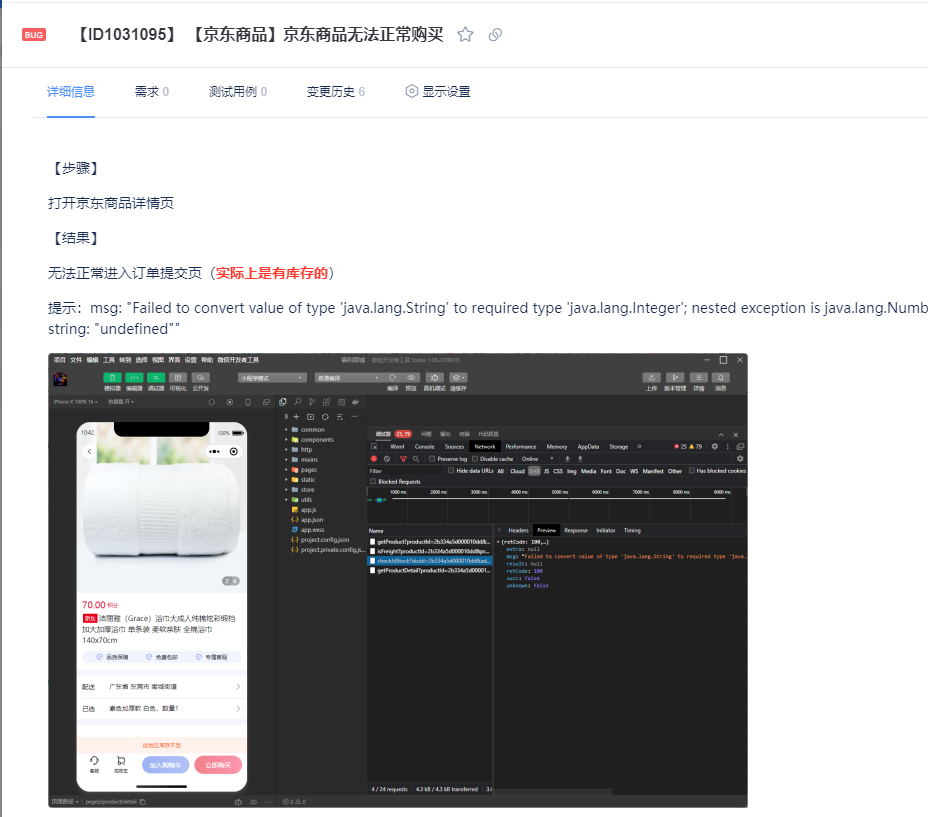 BUG 【ID1031095】 【京东商品】京东商品无法正常购买
详细信息 需求 0 测试用例 0 变更历史 6 显示设置
【步骤】
打开京东商品详情页
【结果】
无法正常进入订单提交页（实际上是有库存的）
提示：msg: "Failed to convert value of type 'java.lang.String' to required type 'java.lang.Integer'; nested exception is java.lang.Numb
string: "undefined""
项目 文件 编辑 工具 转到 选择 视图 界面 设置 帮助 微信开发者工具
模拟器 编辑器 调试器 可视化 云开发
小程序模式 普通编译
编译 预览 真机调试 清缓存
上传 版本管理 详情 消息
iPhone X 100% 16
10:42 100%
common
components
http
mixins
pages
static
store
utils
app.js
app.json
app.wxss
project.config.json
project.private.config.js...
调试器 25, 79 问题 输出 终端 代码质量
Wxml Console Sources Network Performance Memory AppData Storage 25 79
Preserve log Disable cache Online
Filter Hide data URLs All Cloud XHR JS CSS Img Media Font Doc WS Manifest Other Has blocked cookies
Blocked Requests
1000 ms 2000 ms 3000 ms 4000 ms 5000 ms 6000 ms 7000 ms 8000 ms 9000 ms
Name
Headers Preview Response Initiator Timing
getProduct?productId=2b334a5d000010dd8...
isFreight?productId=2b334a5d000010dd8&pr...
checkIdStock?skuId=2b334a5d000010dd8&ad...
getProductDetail?productId=2b334a5d00001...
{retCode: 100,…}
extra: null
msg: "Failed to convert value of type 'java.lang.String' to required type 'java.
result: null
retCode: 100
succ: false
unknown: false
2 4
70.00 积分
京东 洁丽雅（Grace）浴巾大成人纯棉炫彩缎档
加大加厚浴巾 单条装 柔软亲肤 全棉浴巾
140x70cm
品质保障 免费包邮 专属客服
配送 广东省 东莞市 南城街道
已选 素色加厚款 白色，数量1
该地区库存不足
客服 购物车 加入购物车 立即购买
4 / 24 requests 4.3 kB / 4.3 kB transferred
页面路径 pages/product/detail